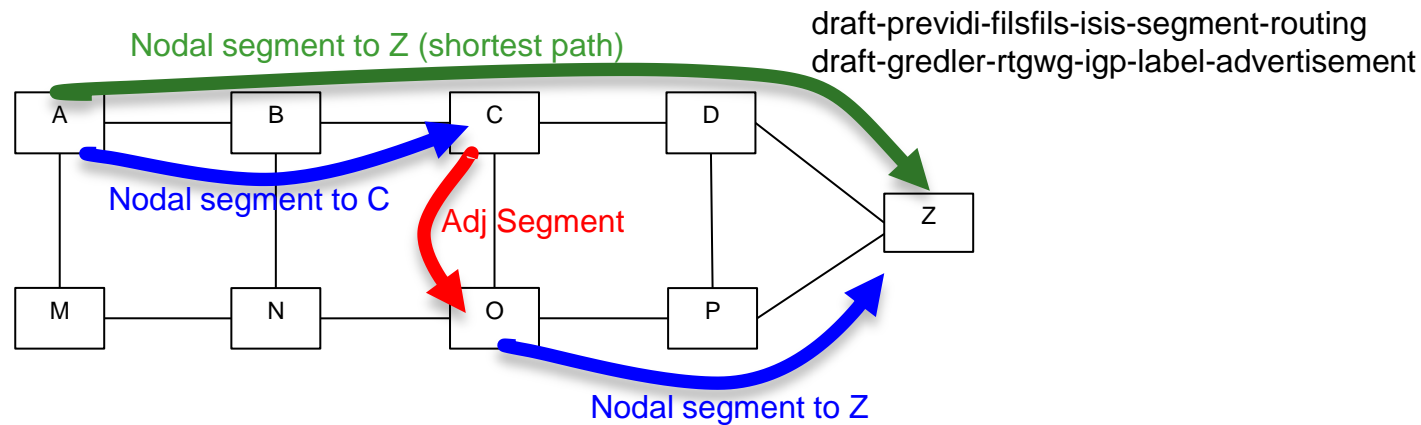 draft-previdi-filsfils-isis-segment-routing
Nodal segment to Z (shortest path)
draft-gredler-rtgwg-igp-label-advertisement
A
B
C
D
Nodal segment to C
Adj Segment
Z
M
N
O
P
Nodal segment to Z